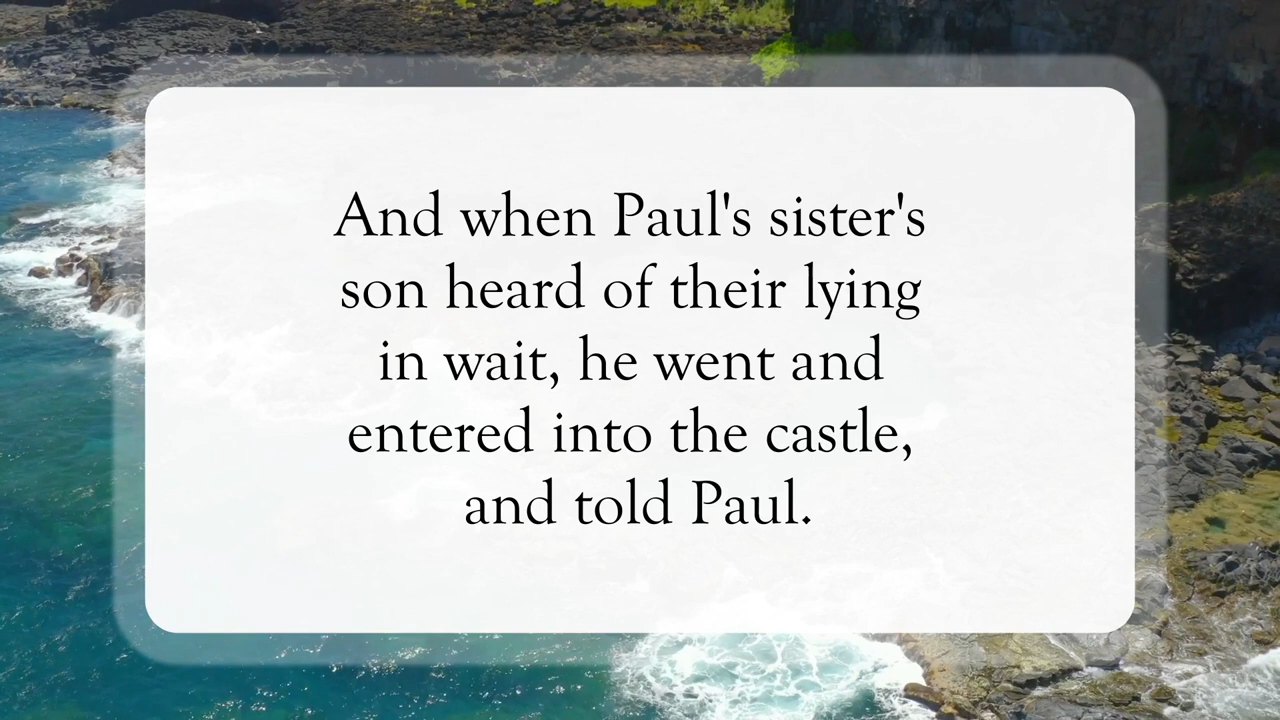 And when Paul's sister's
son heard of their lying
in wait, he went and
entered into the castle,
and told Paul.